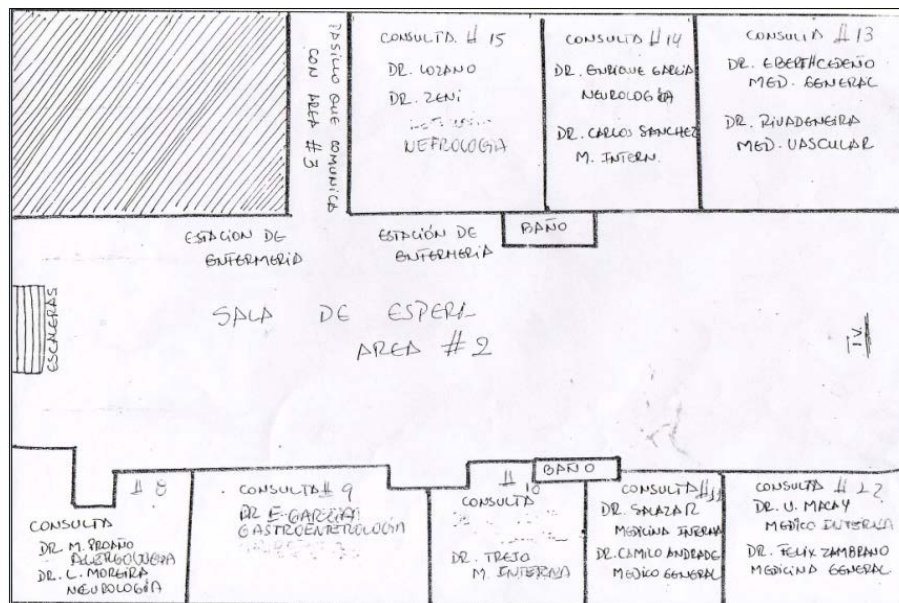 PASILLO QUE COMUNICA
CON AREA #3
CONSULTA # 15
DR. LOZANO
DR. ZENI
NEFROLOGIA
CONSULTA # 14
DR. ENRIQUE GARCIA
NEUROLOGIA
DR. CARLOS SANCHEZ
M. INTERN.
CONSULTA # 13
DR. EBERTH CEDEÑO
MED. GENERAL
DR. RIVADENEIRA
MED. VASCULAR
ESTACION DE
ENFERMERIA
ESTACIÓN DE
ENFERMERIA
BAÑO
ESCALERAS
SALA DE ESPERA
AREA #2
T.V.
# 8
CONSULTA
DR. M. PROAÑO
DR. L. MOREIRA
NEUROLOGIA
CONSULTA # 9
DR E. GARCIA
GASTROENTEROLOGIA
# 10
CONSULTA
DR. TREJO
M. INTERNA
BAÑO
CONSULTA #11
DR. SALAZAR
MEDICINA INTERNA
DR. CAMILO ANDRADE
MEDICO GENERAL
CONSULTA #
DR. U. MACAY
MEDICO INTERNA
DR. FELIX ZAMBRANO
MEDICINA GENERAL